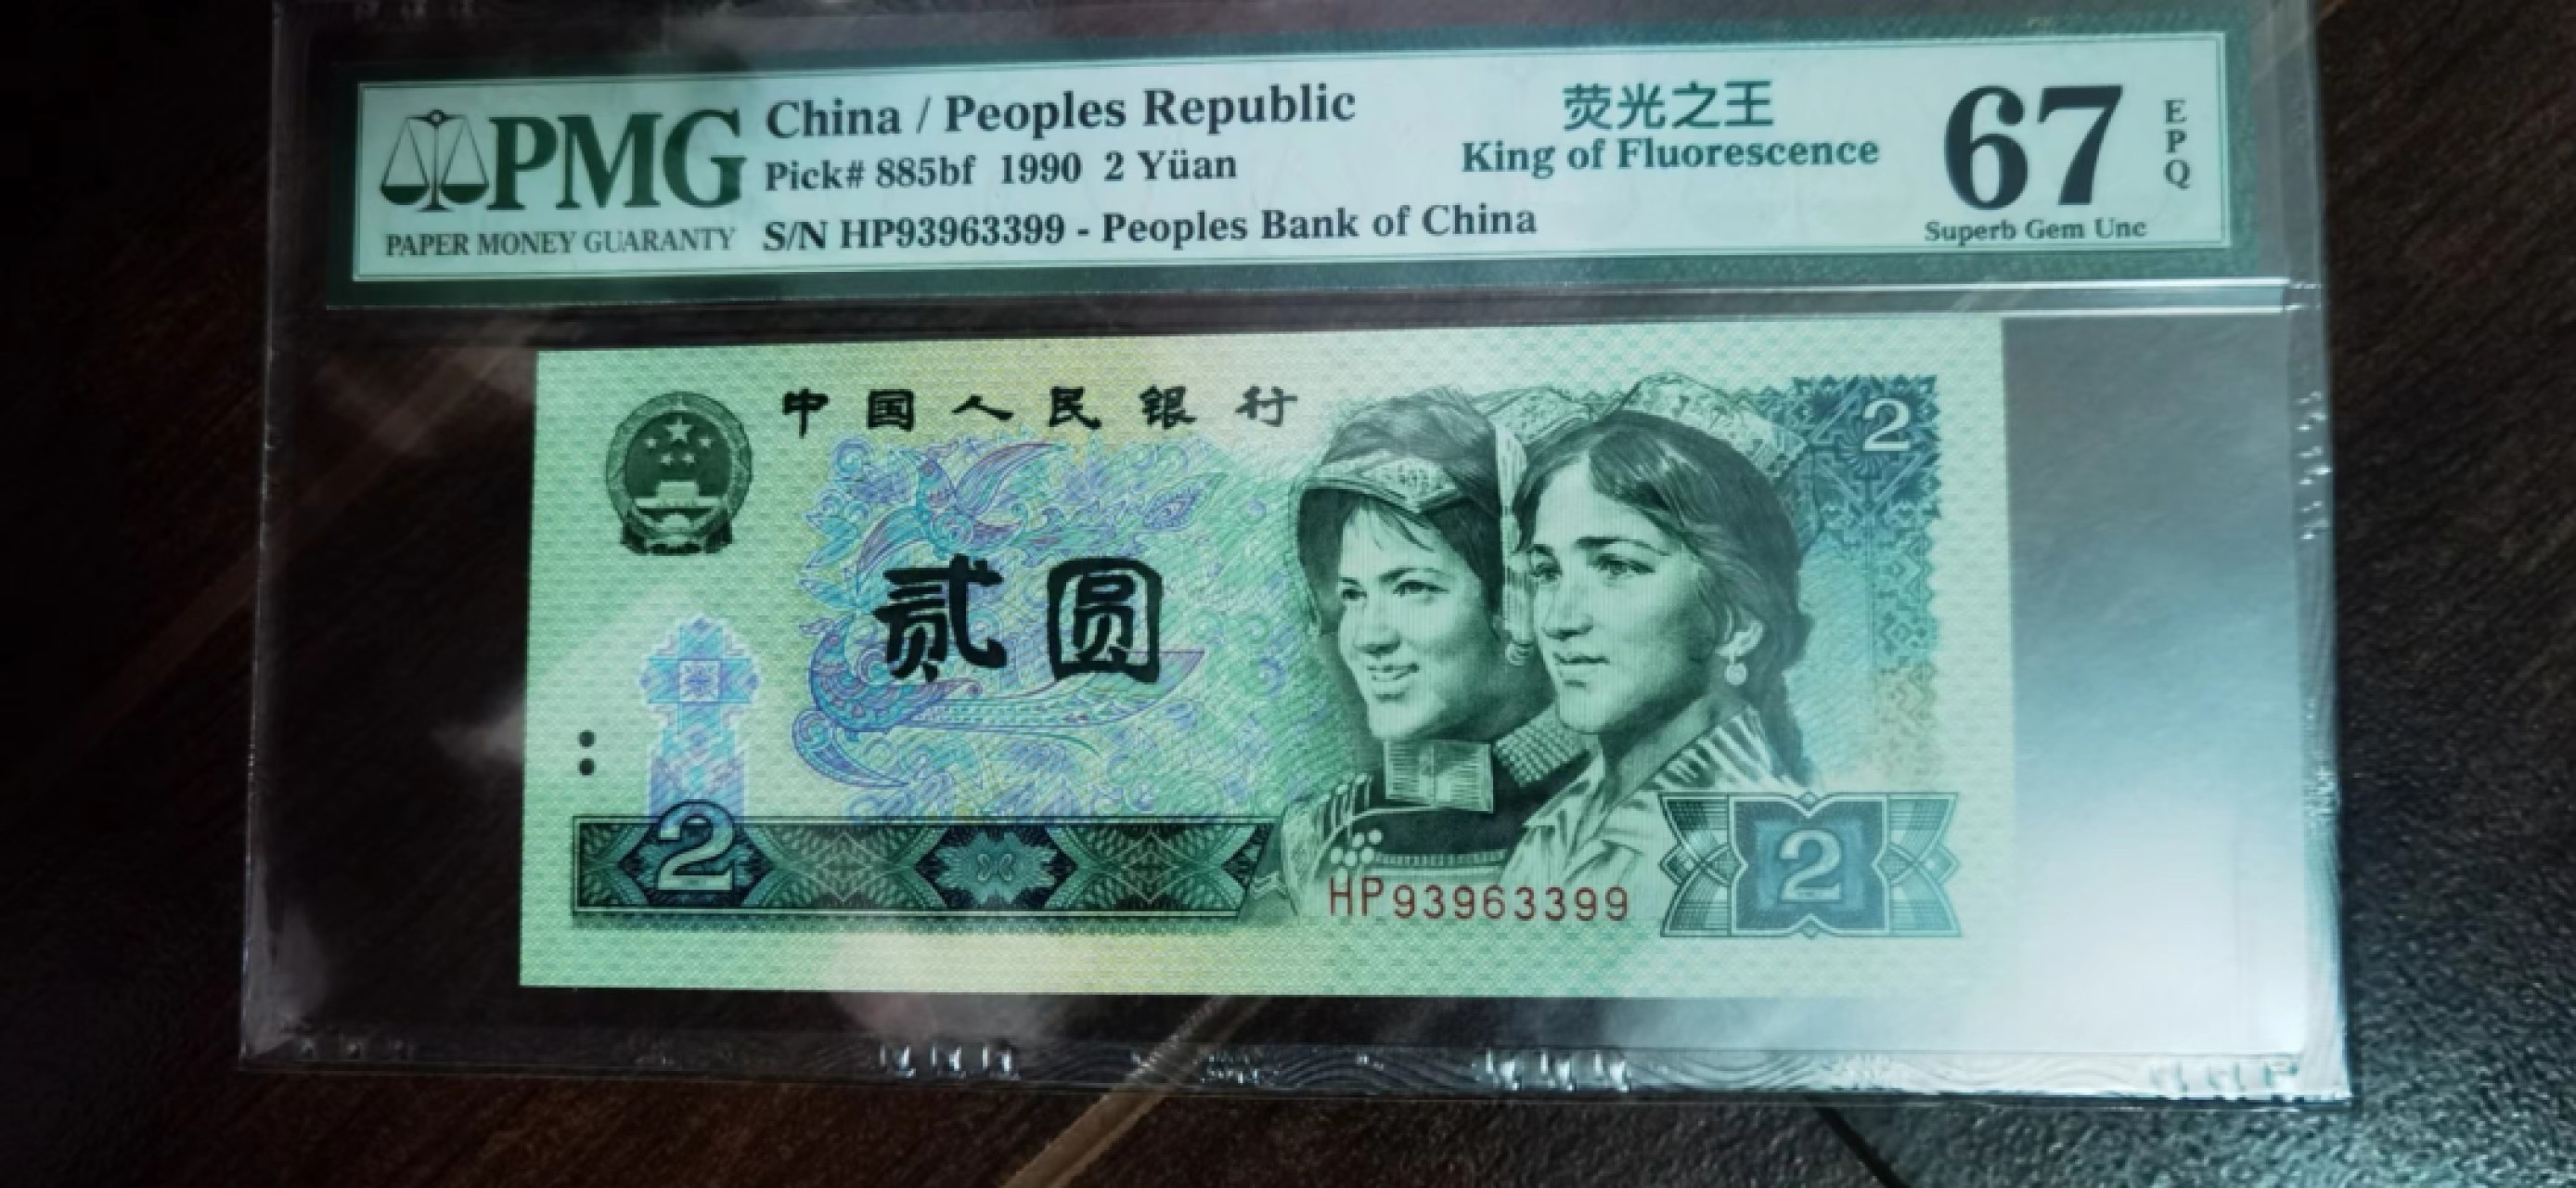 PMG
PAPER MONEY GUARANTY
China / Peoples Republic
Pick# 885bf 1990 2 Yüan
S/N HP93963399 - Peoples Bank of China
荧光之王
King of Fluorescence
67
EPQ
Superb Gem Unc
中国人民银行
2
贰圆
2
HP93963399
2